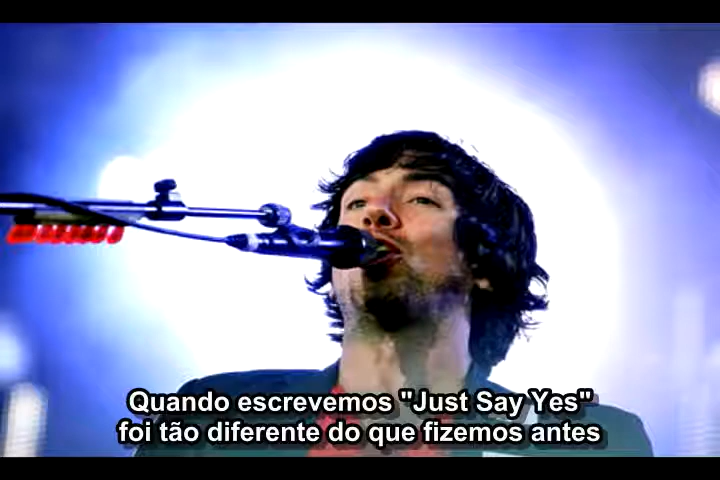 Quando escrevemos "Just Say Yes"
foi tão diferente do que fizemos antes